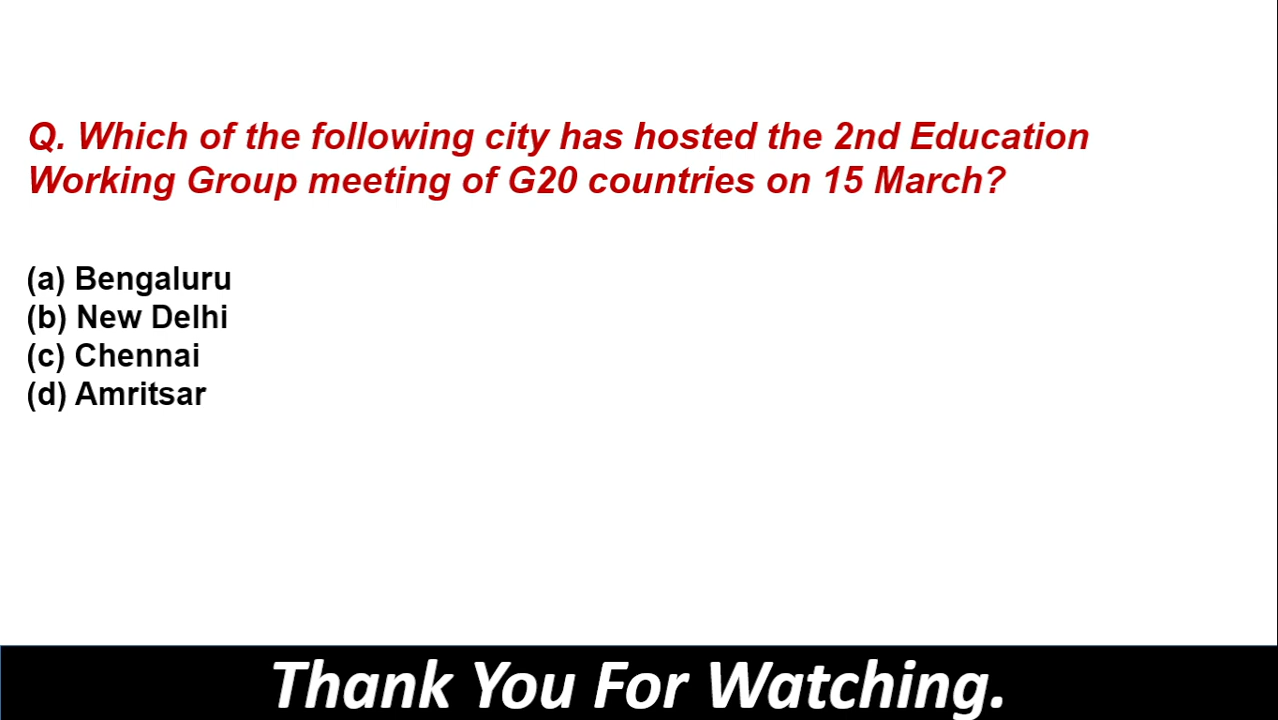 Q. Which of the following city has hosted the 2nd Education
Working Group meeting of G20 countries on 15 March?
(a) Bengaluru
(b) New Delhi
(c) Chennai
(d) Amritsar
Thank You For Watching.